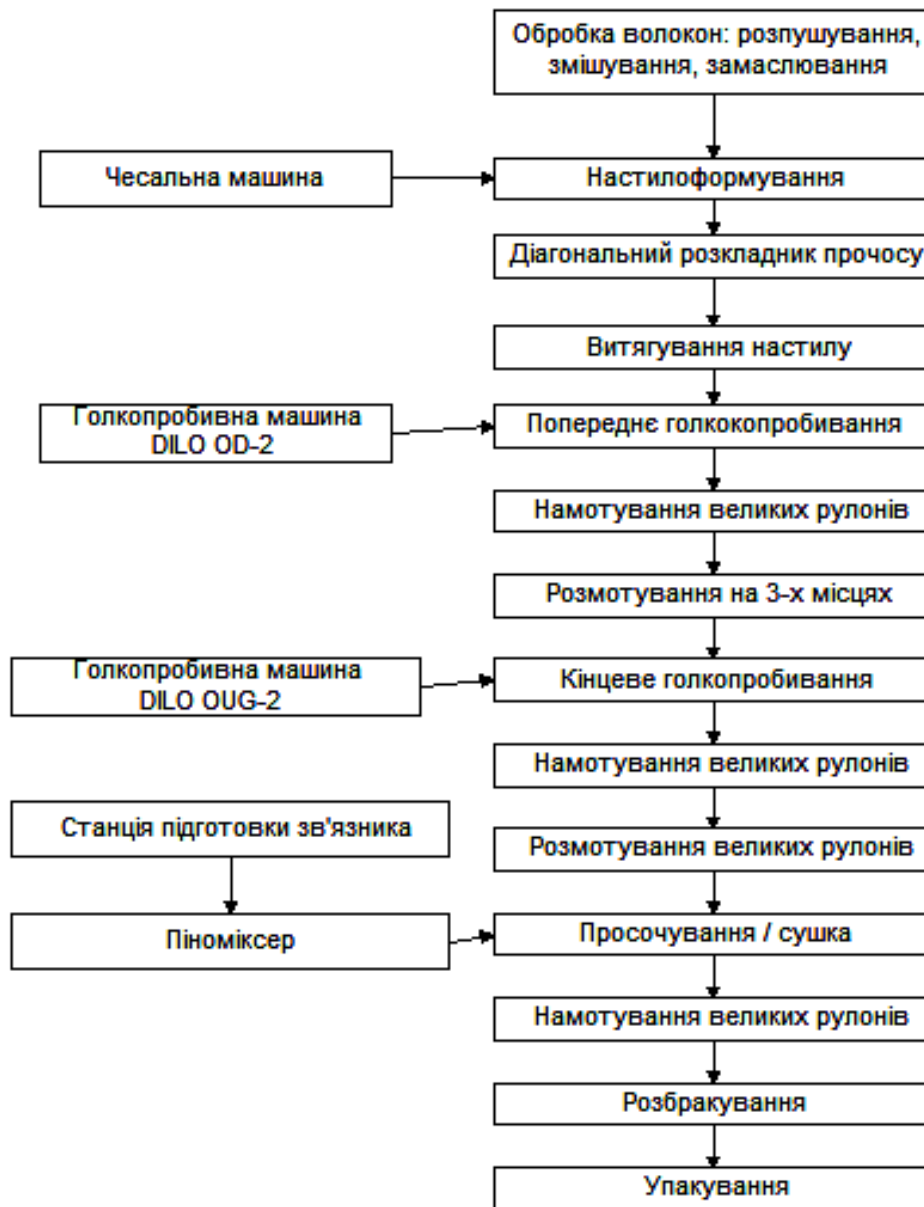 Обробка волокон: розпушування,
змішування, замаслювання
Чесальна машина
Настилоформування
Діагональний розкладник прочосу
Витягування настилу
Голкопробивна машина
DILO OD-2
Попереднє голкокопробивання
Намотування великих рулонів
Розмотування на 3-х місцях
Голкопробивна машина
DILO OUG-2
Кінцеве голкопробивання
Намотування великих рулонів
Станція підготовки зв'язника
Розмотування великих рулонів
Піноміксер
Просочування / сушка
Намотування великих рулонів
Розбракування
Упакування